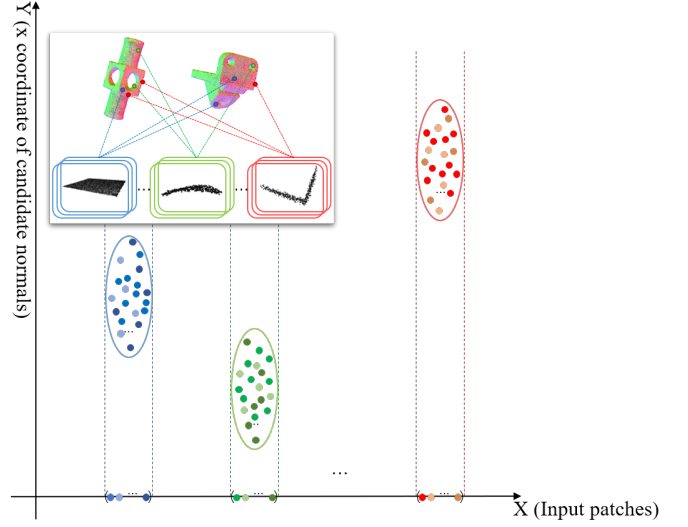 Y (x coordinate of candidate normals)
... ...
...
...
...
...
( ... ) ( ... ) ( ... )
X (Input patches)